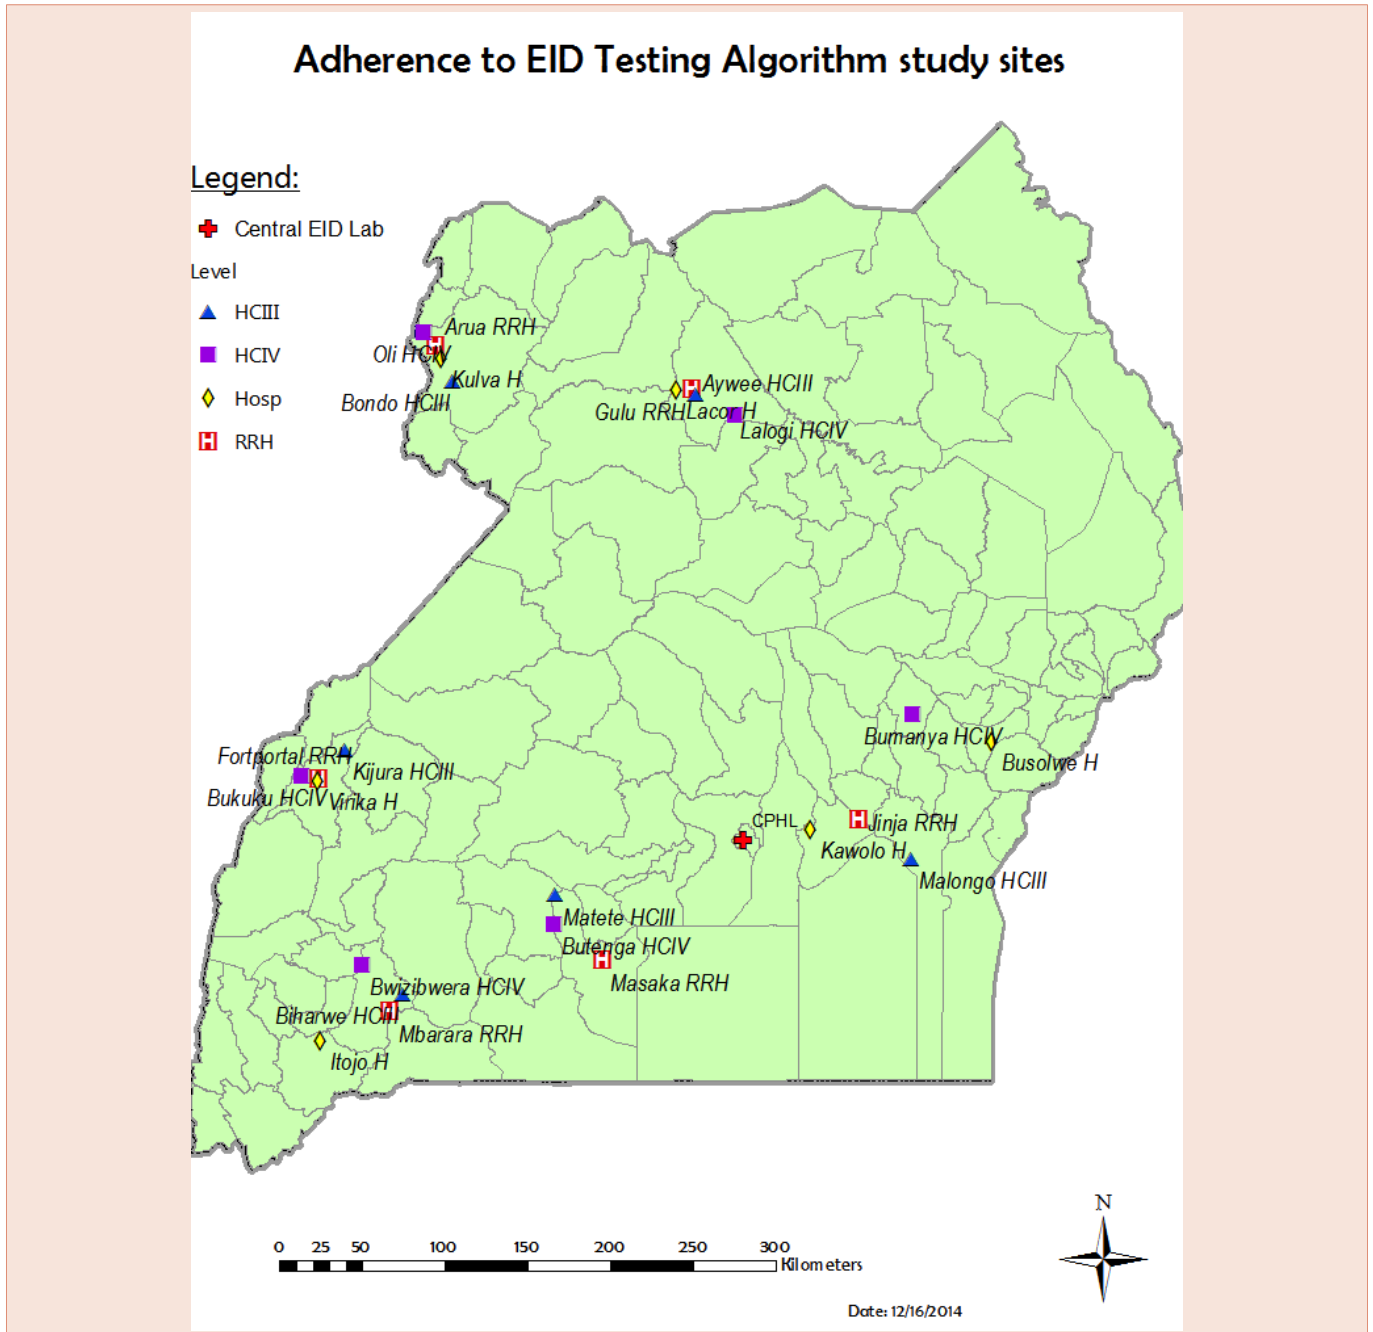 Adherence to EID Testing Algorithm study sites
Legend:
Central EID Lab
Level
HCIII
HCIV
Hosp
RRH
Arua RRH
Oli HCIV
Kulva H
Bondo HCIII
Aywee HCIII
Gulu RRH
Lacor H
Lalogi HCIV
Bumanya HCIV
Busolwe H
Fortportal RRH
Kijura HCIII
Bukuku HCIV
Virika H
CPHL
Jinja RRH
Kawolo H
Malongo HCIII
Matete HCIII
Butenga HCIV
Masaka RRH
Bwizibwera HCIV
Biharwe HCIII
Mbarara RRH
Itojo H
N
0 25 50 100 150 200 250 300
Kilometers
Date: 12/16/2014